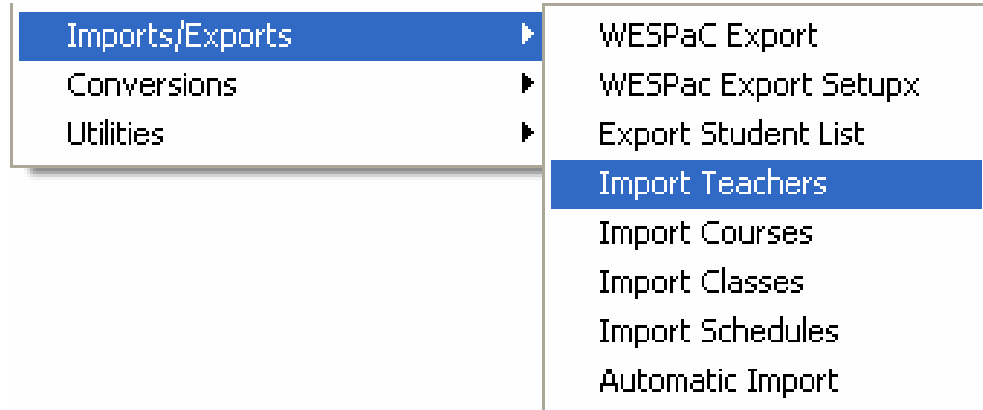 Imports/Exports
Conversions
Utilities
WESPaC Export
WESPac Export Setupx
Export Student List
Import Teachers
Import Courses
Import Classes
Import Schedules
Automatic Import